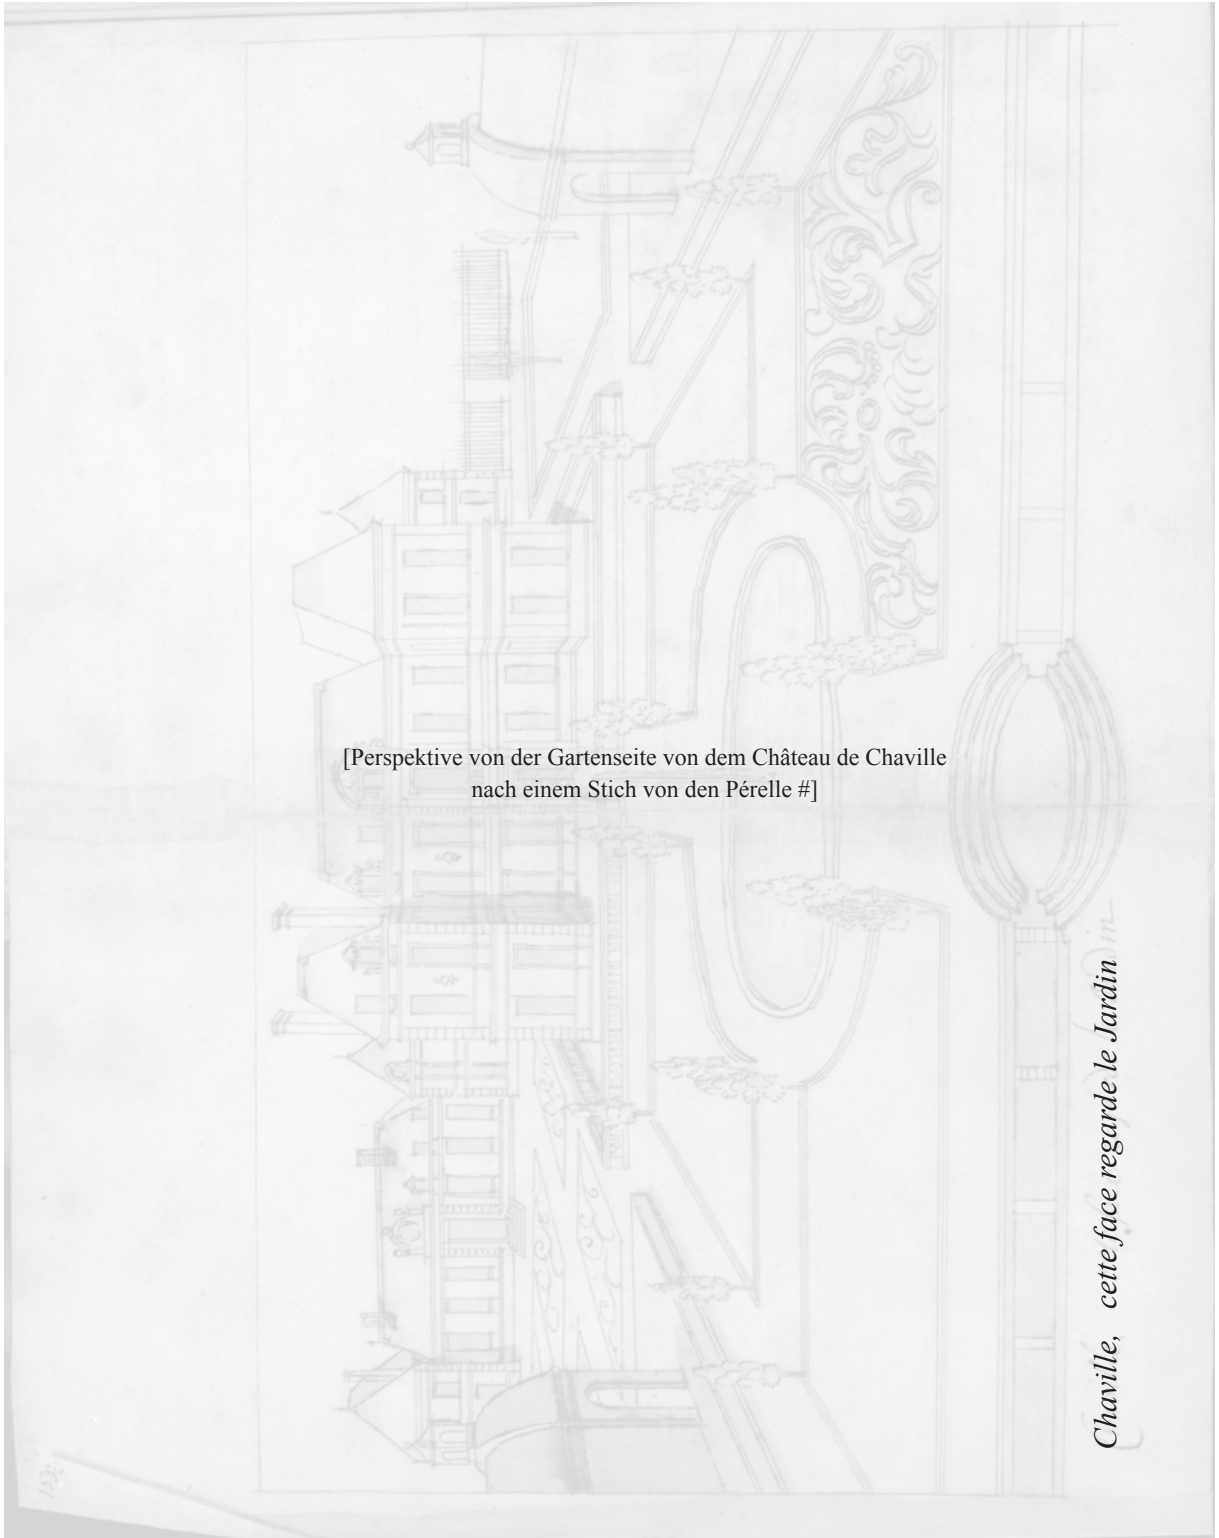 [Perspektive von der Gartenseite von dem Château de Chaville
nach einem Stich von den Pérelle #]
Chaville, cette face regarde le Jardin